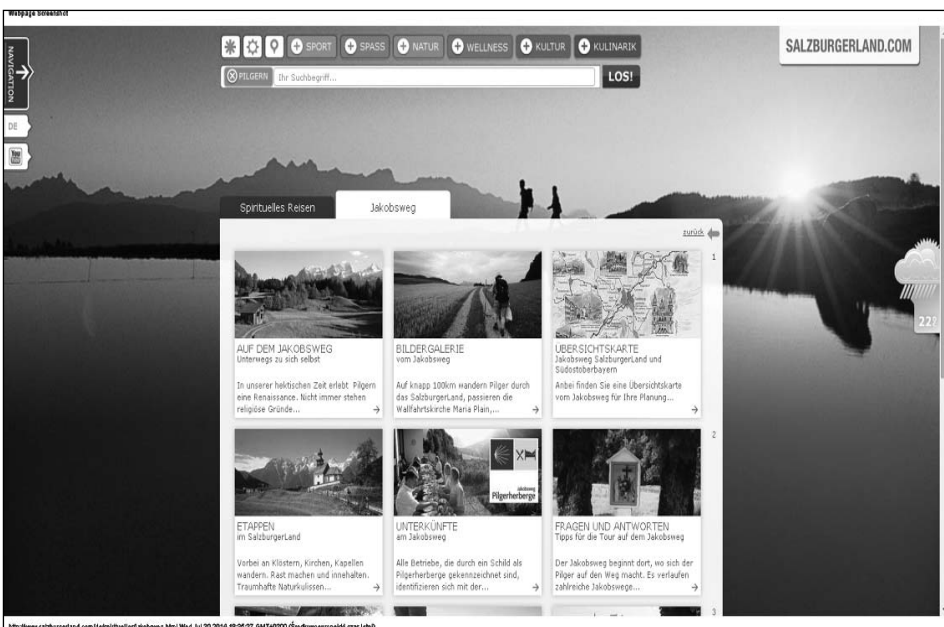 Webpage Screenshot
NAVIGATION
DE
You Tube
SPORT
SPASS
NATUR
WELLNESS
KULTUR
KULINARIK
PILGERN
Ihr Suchbegriff...
LOS!
SALZBURGERLAND.COM
Spirituelles Reisen
Jakobsweg
zurück
1
AUF DEM JAKOBSWEG
Unterwegs zu sich selbst
In unserer hektischen Zeit erlebt Pilgern
eine Renaissance. Nicht immer stehen
religiöse Gründe...
BILDERGALERIE
vom Jakobsweg
Auf knapp 100km wandern Pilger durch
das SalzburgerLand, passieren die
Wallfahrtskirche Maria Plain,...
ÜBERSICHTSKARTE
Jakobsweg SalzburgerLand und
Südostoberbayern
Anbei finden Sie eine Übersichtskarte
vom Jakobsweg für Ihre Planung...
22°
2
Jakobsweg
Pilgerherberge
ETAPPEN
im SalzburgerLand
Vorbei an Klöstern, Kirchen, Kapellen
wandern. Rast machen und innehalten.
Traumhafte Naturkulissen...
UNTERKÜNFTE
am Jakobsweg
Alle Betriebe, die durch ein Schild als
Pilgerherberge gekennzeichnet sind,
identifizieren sich mit der...
FRAGEN UND ANTWORTEN
Tipps für die Tour auf dem Jakobsweg
Der Jakobsweg beginnt dort, wo sich der
Pilger auf den Weg macht. Es verlaufen
zahlreiche Jakobswege...
3